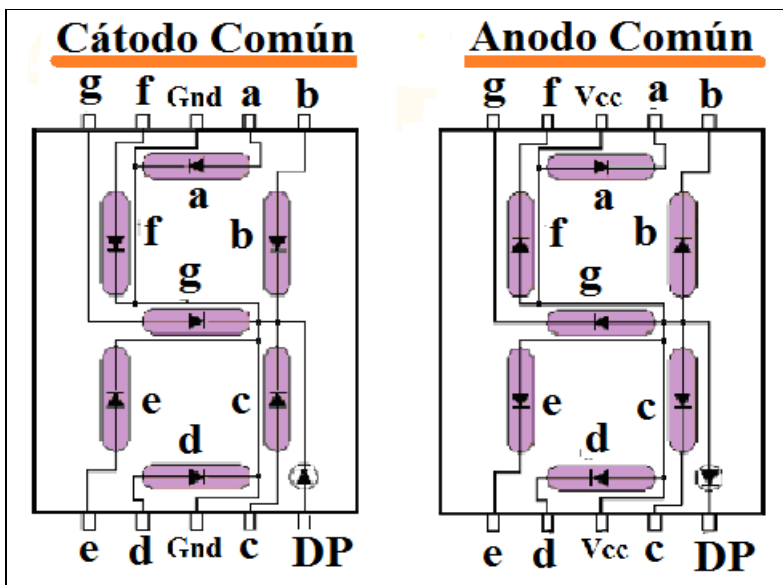 Cátodo Común Anodo Común
g f Gnd a b g f Vcc a b
a a
f b f b
g g
e c e c
d d
e d Gnd c DP e d Vcc c DP